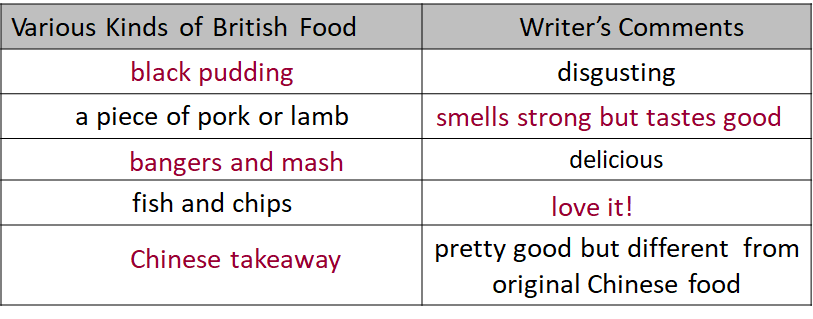 Various Kinds of British Food
Writer's Comments
black pudding
disgusting
a piece of pork or lamb
smells strong but tastes good
bangers and mash
delicious
fish and chips
love it!
Chinese takeaway
pretty good but different from
original Chinese food